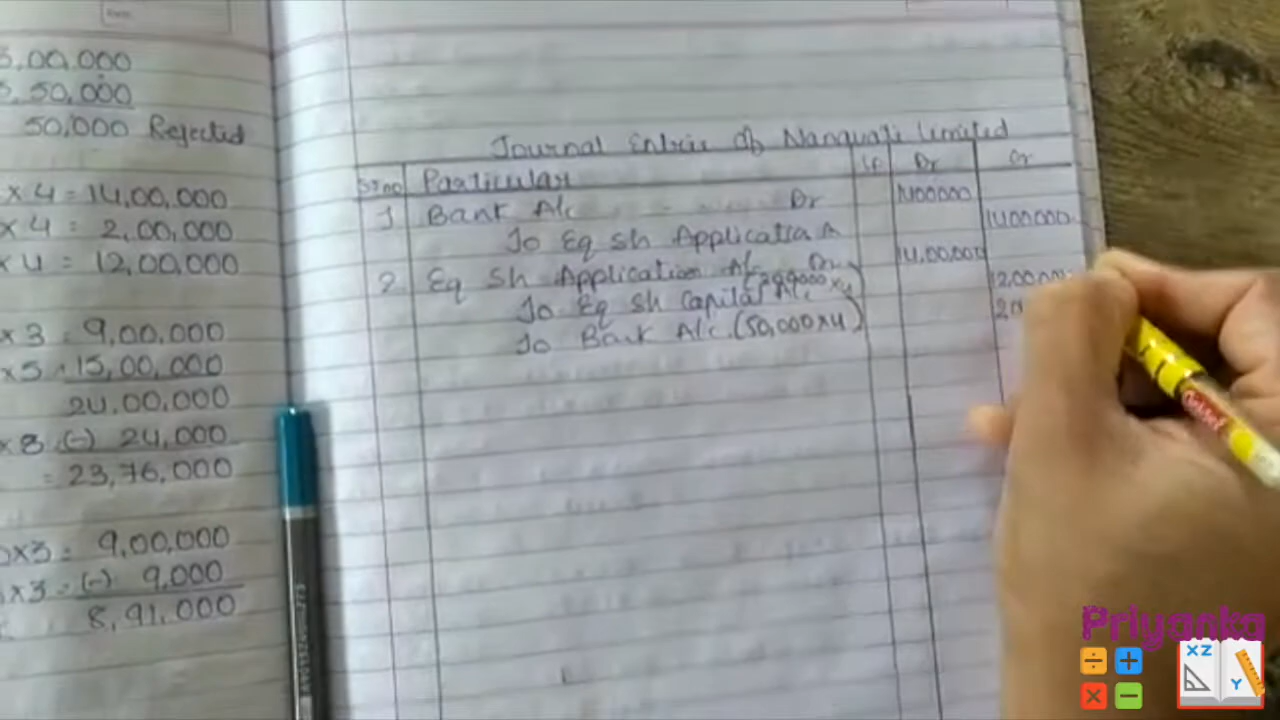 5,00,000
3,50,000
50,000 Rejected
x 4 = 14,00,000
x 4 = 2,00,000
x 4 = 12,00,000
x 3 = 9,00,000
x 5 = 15,00,000
24,00,000
x 8 (-) 24,000
= 23,76,000
x 3 = 9,00,000
x 3 = (-) 9,000
8,91,000
Journal Entries of Limited
Sr no Particular LF Dr Cr
1 Bank A/c Dr 1400000
To Eq Sh Application A 1400000
2 Eq Sh Application A/c Dr 14,00,000
To Eq Sh Capital A/c 12,00,000
To Bank A/c (50,000 x 4)
Priyanka
÷ +
× −
XZ
Y